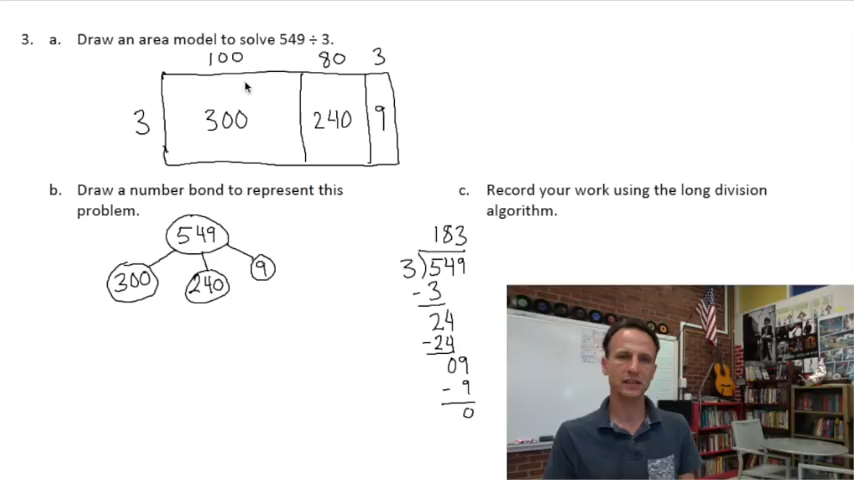 3. a. Draw an area model to solve 549 ÷ 3.
100 80 3
3 300 240 9
b. Draw a number bond to represent this
problem.
549
300 240 9
c. Record your work using the long division
algorithm.
183
3)549
-3
24
-24
09
- 9
0